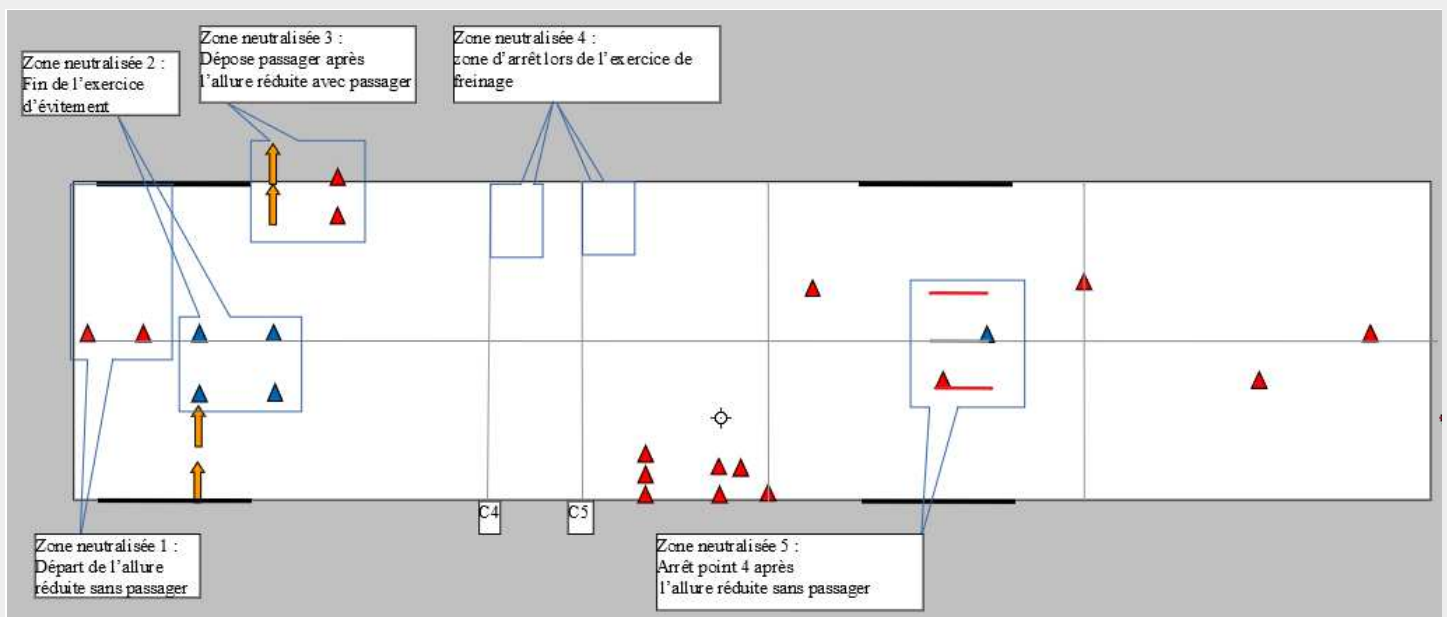 Zone neutralisée 2 :
Fin de l’exercice
d’évitement
Zone neutralisée 3 :
Dépose passager après
l’allure réduite avec passager
Zone neutralisée 4 :
zone d’arrêt lors de l’exercice de
freinage
C4
C5
Zone neutralisée 1 :
Départ de l’allure
réduite sans passager
Zone neutralisée 5 :
Arrêt point 4 après
l’allure réduite sans passager